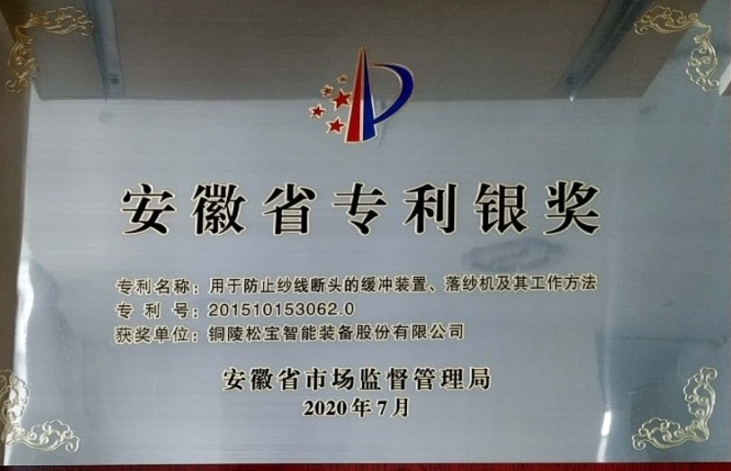 安徽省专利银奖
专利名称：用于防止纱线断头的缓冲装置、落纱机及其工作方法
专 利 号：201510153062.0
获奖单位：铜陵松宝智能装备股份有限公司
安徽省市场监督管理局
2020年7月